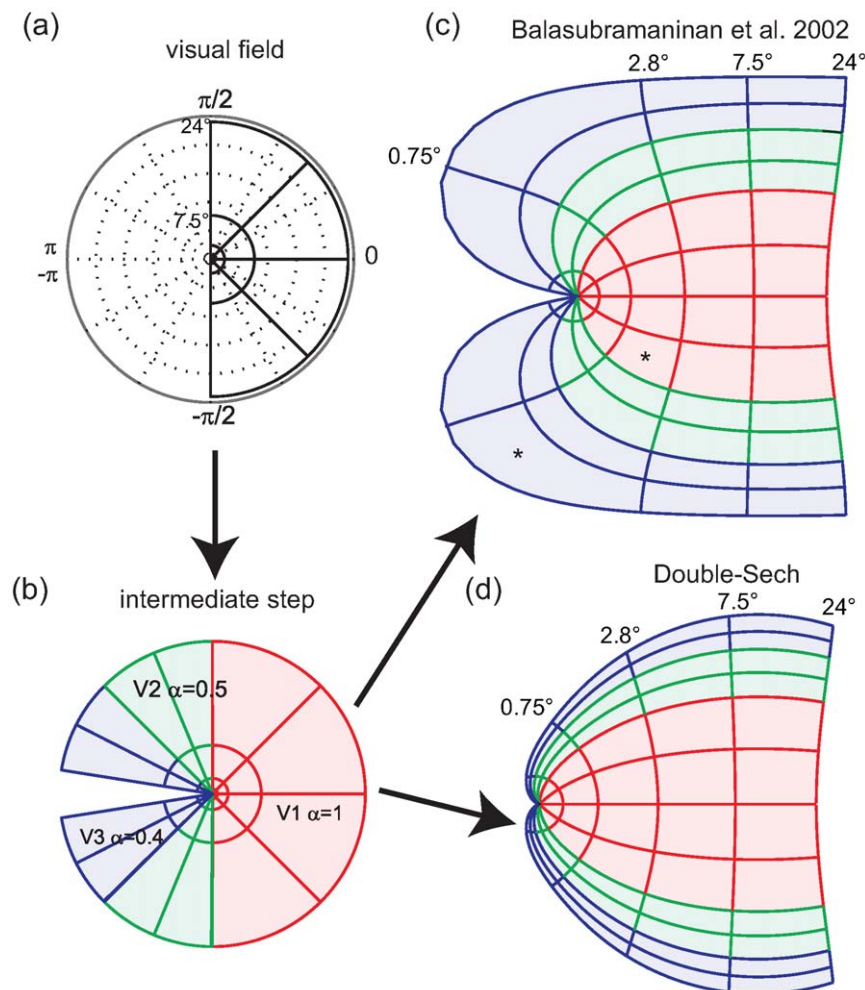 (a)
visual field
π/2
24°
7.5°
π
-π
0
-π/2
(b)
intermediate step
V2 α=0.5
V1 α=1
V3 α=0.4
(c)
Balasubramaninan et al. 2002
2.8°
7.5°
24°
0.75°
*
*
(d)
Double-Sech
7.5°
24°
2.8°
0.75°